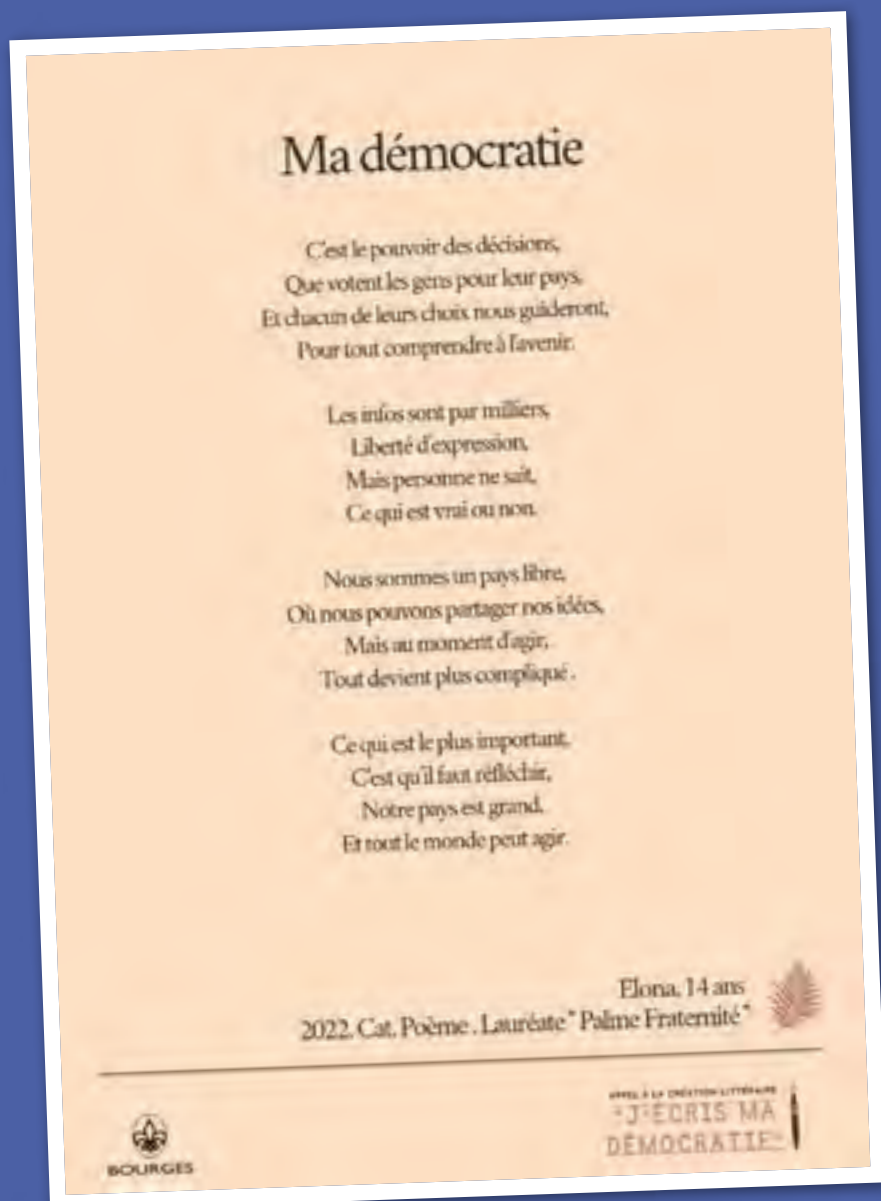 Ma démocratie
C'est le pouvoir des décisions,
Que votent les gens pour leur pays,
Et chacun de leurs choix nous guideront,
Pour tout comprendre à l'avenir.
Les infos sont par milliers,
Liberté d'expression,
Mais personne ne sait,
Ce qui est vrai ou non.
Nous sommes un pays libre,
Où nous pouvons partager nos idées,
Mais au moment d'agir,
Tout devient plus compliqué .
Ce qui est le plus important,
C'est qu'il faut réfléchir,
Notre pays est grand,
Et tout le monde peut agir.
Elona, 14 ans
2022. Cat. Poème . Lauréate " Palme Fraternité "
BOURGES
APPEL À LA CRÉATION LITTÉRAIRE
"J'ÉCRIS MA
DÉMOCRATIE"